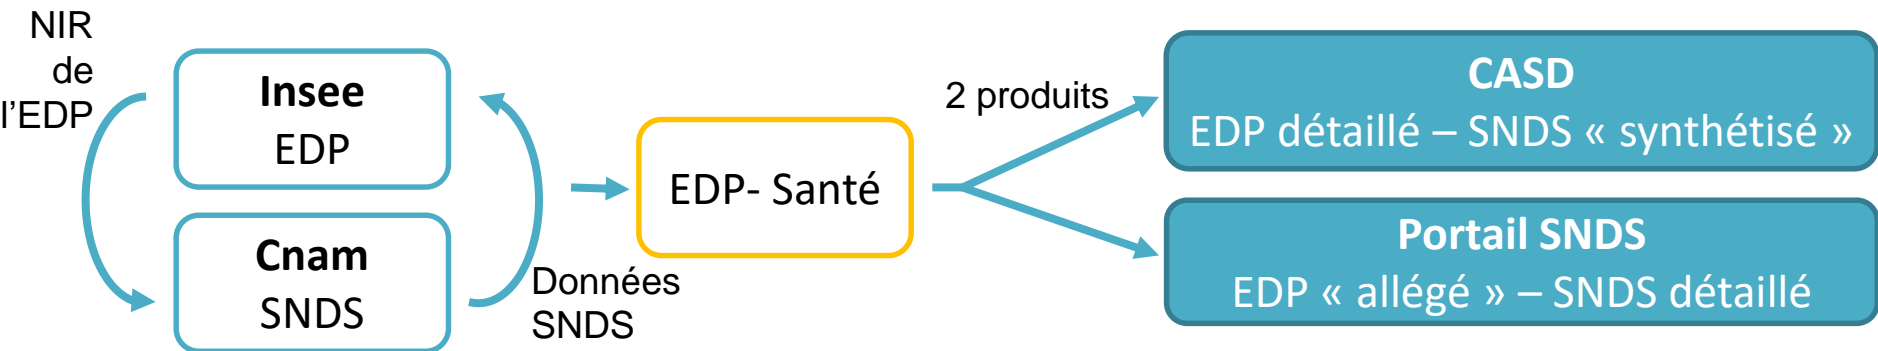 NIR
de
l’EDP
Insee
EDP
Cnam
SNDS
Données
SNDS
EDP- Santé
2 produits
CASD
EDP détaillé – SNDS « synthétisé »
Portail SNDS
EDP « allégé » – SNDS détaillé